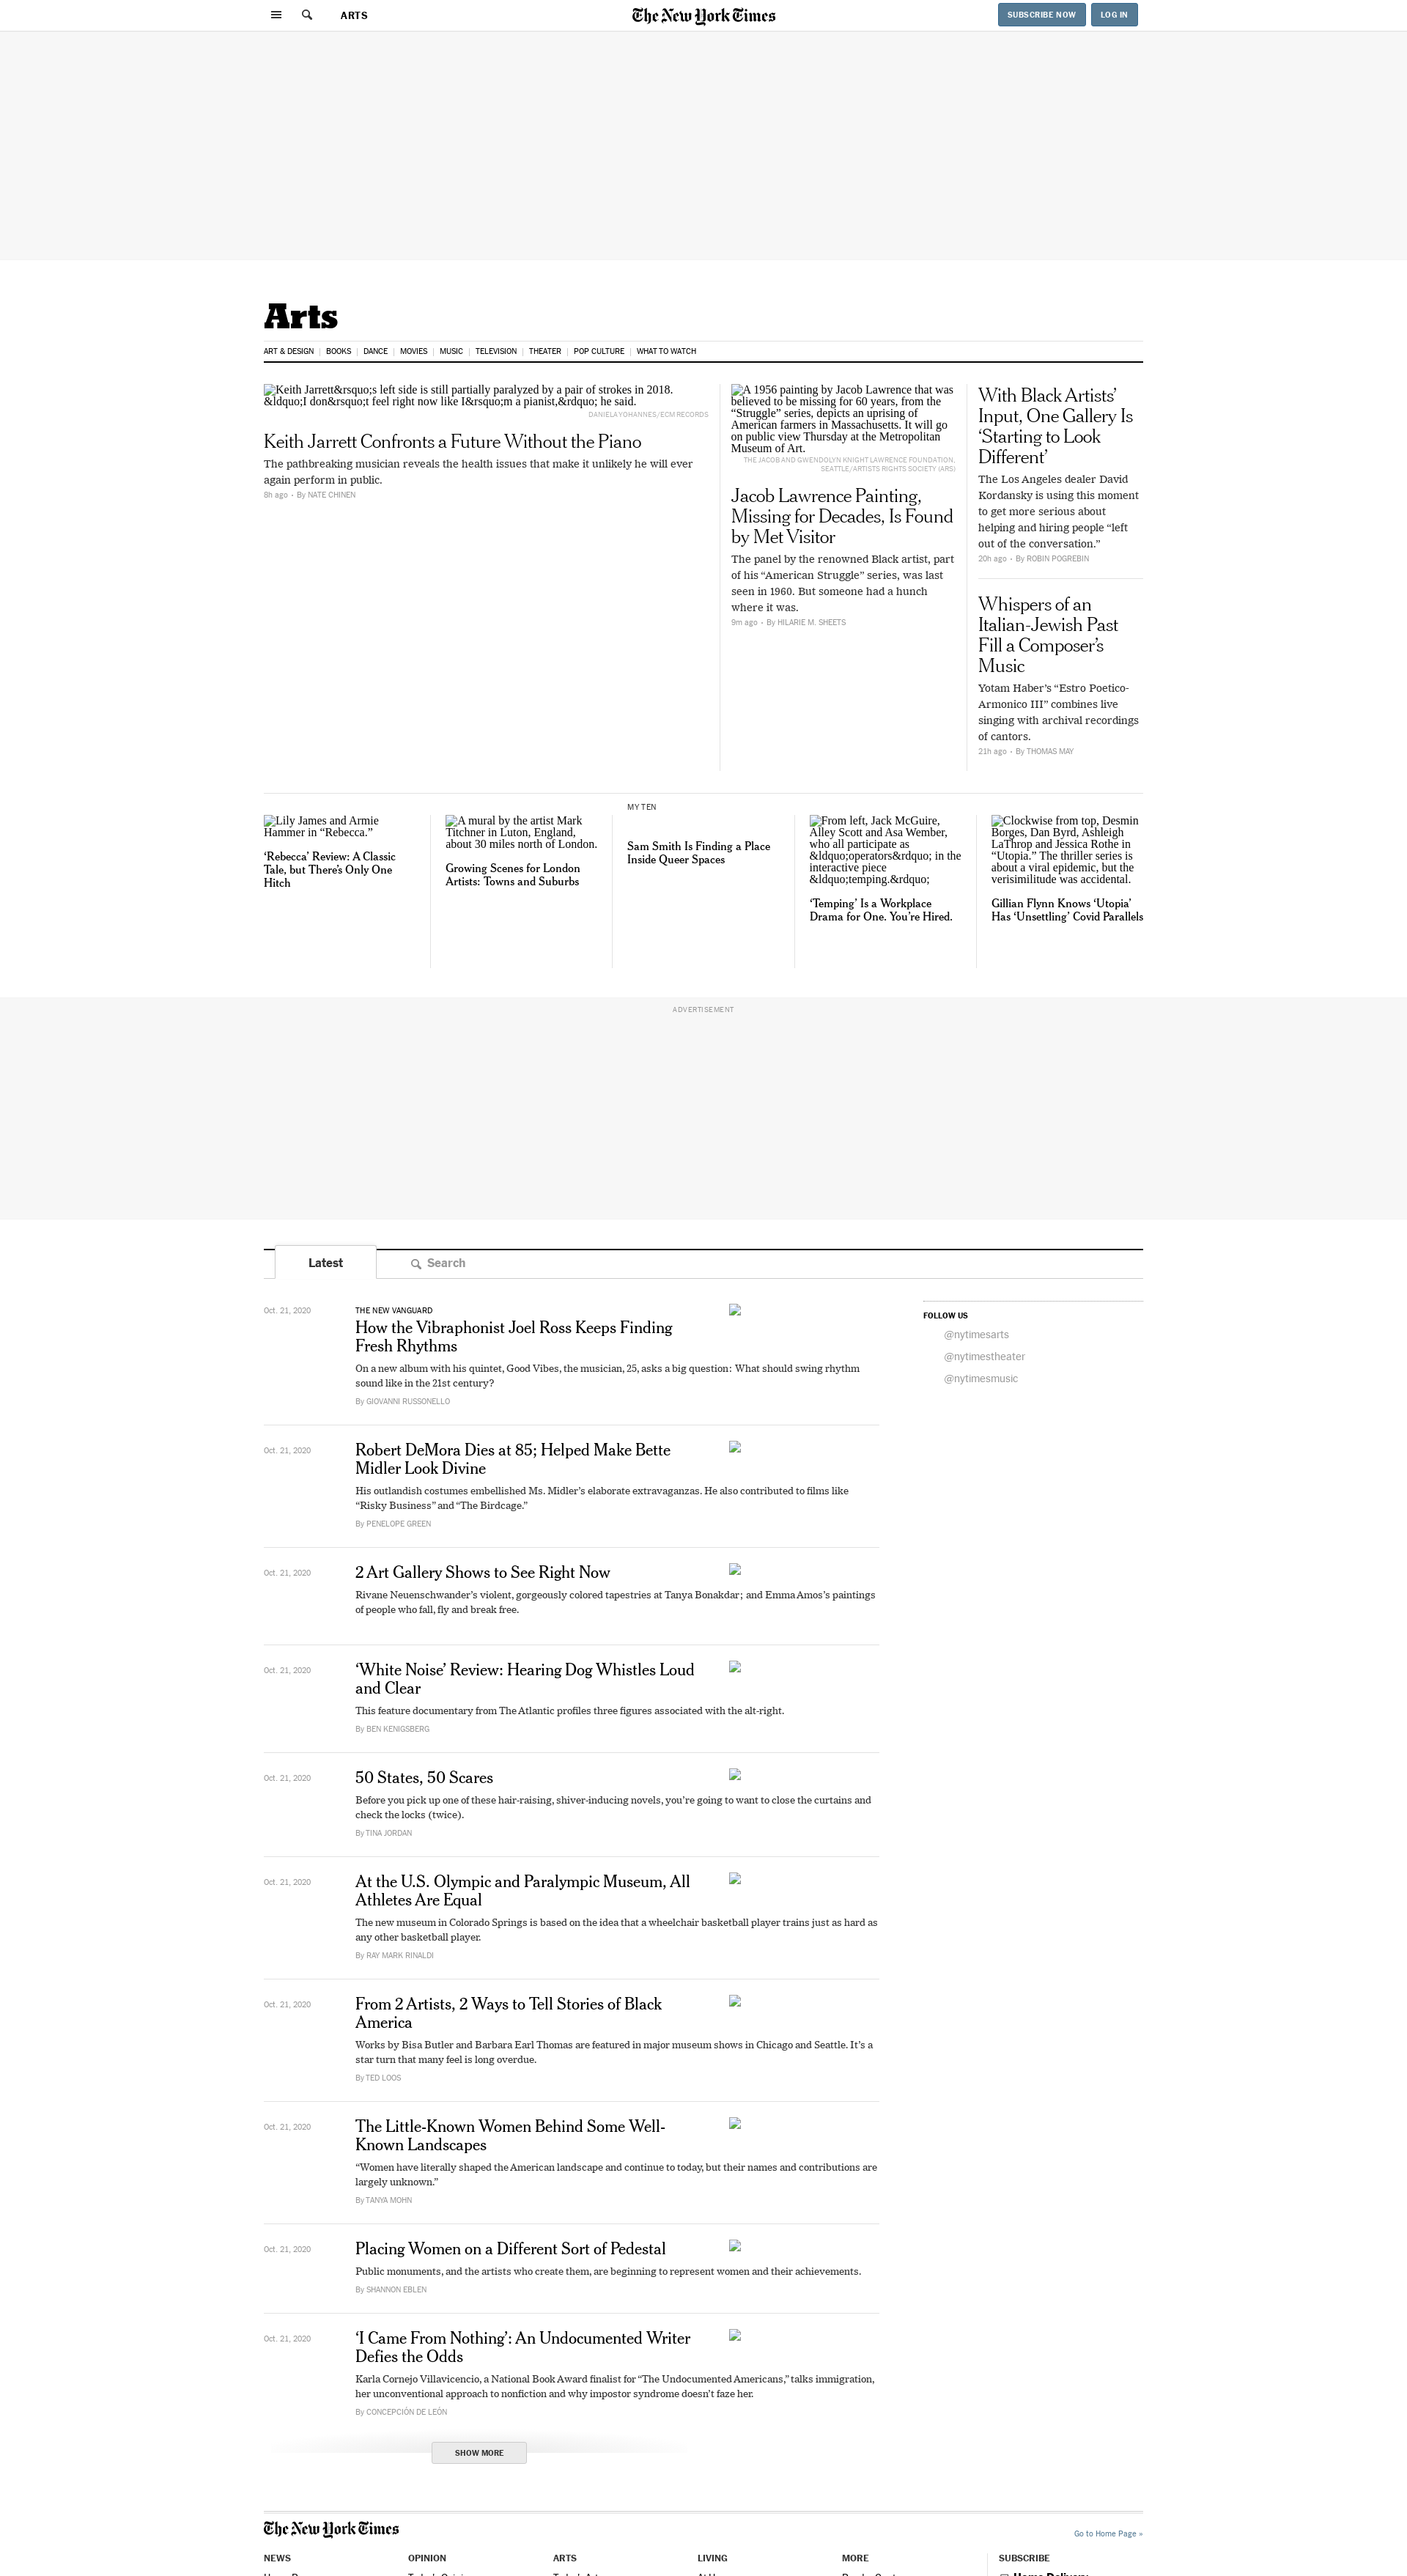 ARTS
The New York Times
SUBSCRIBE NOW
LOG IN
Arts
ART & DESIGN
BOOKS
DANCE
MOVIES
MUSIC
TELEVISION
THEATER
POP CULTURE
WHAT TO WATCH
Keith Jarrett&rsquo;s left side is still partially paralyzed by a pair of strokes in 2018.
&ldquo;I don&rsquo;t feel right now like I&rsquo;m a pianist,&rdquo; he said.
DANIELA YOHANNES/ECM RECORDS
Keith Jarrett Confronts a Future Without the Piano
The pathbreaking musician reveals the health issues that make it unlikely he will ever
again perform in public.
8h ago • By NATE CHINEN
A 1956 painting by Jacob Lawrence that was
believed to be missing for 60 years, from the
“Struggle” series, depicts an uprising of
American farmers in Massachusetts. It will go
on public view Thursday at the Metropolitan
Museum of Art.
THE JACOB AND GWENDOLYN KNIGHT LAWRENCE FOUNDATION,
SEATTLE/ARTISTS RIGHTS SOCIETY (ARS)
Jacob Lawrence Painting,
Missing for Decades, Is Found
by Met Visitor
The panel by the renowned Black artist, part
of his “American Struggle” series, was last
seen in 1960. But someone had a hunch
where it was.
9m ago • By HILARIE M. SHEETS
With Black Artists’
Input, One Gallery Is
‘Starting to Look
Different’
The Los Angeles dealer David
Kordansky is using this moment
to get more serious about
helping and hiring people “left
out of the conversation.”
20h ago • By ROBIN POGREBIN
Whispers of an
Italian-Jewish Past
Fill a Composer’s
Music
Yotam Haber’s “Estro Poetico-
Armonico III” combines live
singing with archival recordings
of cantors.
21h ago • By THOMAS MAY
Lily James and Armie
Hammer in “Rebecca.”
‘Rebecca’ Review: A Classic
Tale, but There’s Only One
Hitch
A mural by the artist Mark
Titchner in Luton, England,
about 30 miles north of London.
Growing Scenes for London
Artists: Towns and Suburbs
MY TEN
Sam Smith Is Finding a Place
Inside Queer Spaces
From left, Jack McGuire,
Alley Scott and Asa Wember,
who all participate as
&ldquo;operators&rdquo; in the
interactive piece
&ldquo;temping.&rdquo;
‘Temping’ Is a Workplace
Drama for One. You’re Hired.
Clockwise from top, Desmin
Borges, Dan Byrd, Ashleigh
LaThrop and Jessica Rothe in
“Utopia.” The thriller series is
about a viral epidemic, but the
verisimilitude was accidental.
Gillian Flynn Knows ‘Utopia’
Has ‘Unsettling’ Covid Parallels
ADVERTISEMENT
Latest
Search
Oct. 21, 2020
THE NEW VANGUARD
How the Vibraphonist Joel Ross Keeps Finding
Fresh Rhythms
On a new album with his quintet, Good Vibes, the musician, 25, asks a big question: What should swing rhythm
sound like in the 21st century?
By GIOVANNI RUSSONELLO
FOLLOW US
@nytimesarts
@nytimestheater
@nytimesmusic
Oct. 21, 2020
Robert DeMora Dies at 85; Helped Make Bette
Midler Look Divine
His outlandish costumes embellished Ms. Midler’s elaborate extravaganzas. He also contributed to films like
“Risky Business” and “The Birdcage.”
By PENELOPE GREEN
Oct. 21, 2020
2 Art Gallery Shows to See Right Now
Rivane Neuenschwander’s violent, gorgeously colored tapestries at Tanya Bonakdar; and Emma Amos’s paintings
of people who fall, fly and break free.
Oct. 21, 2020
‘White Noise’ Review: Hearing Dog Whistles Loud
and Clear
This feature documentary from The Atlantic profiles three figures associated with the alt-right.
By BEN KENIGSBERG
Oct. 21, 2020
50 States, 50 Scares
Before you pick up one of these hair-raising, shiver-inducing novels, you’re going to want to close the curtains and
check the locks (twice).
By TINA JORDAN
Oct. 21, 2020
At the U.S. Olympic and Paralympic Museum, All
Athletes Are Equal
The new museum in Colorado Springs is based on the idea that a wheelchair basketball player trains just as hard as
any other basketball player.
By RAY MARK RINALDI
Oct. 21, 2020
From 2 Artists, 2 Ways to Tell Stories of Black
America
Works by Bisa Butler and Barbara Earl Thomas are featured in major museum shows in Chicago and Seattle. It’s a
star turn that many feel is long overdue.
By TED LOOS
Oct. 21, 2020
The Little-Known Women Behind Some Well-
Known Landscapes
“Women have literally shaped the American landscape and continue to today, but their names and contributions are
largely unknown.”
By TANYA MOHN
Oct. 21, 2020
Placing Women on a Different Sort of Pedestal
Public monuments, and the artists who create them, are beginning to represent women and their achievements.
By SHANNON EBLEN
Oct. 21, 2020
‘I Came From Nothing’: An Undocumented Writer
Defies the Odds
Karla Cornejo Villavicencio, a National Book Award finalist for “The Undocumented Americans,” talks immigration,
her unconventional approach to nonfiction and why impostor syndrome doesn’t faze her.
By CONCEPCIÓN DE LEÓN
SHOW MORE
The New York Times
Go to Home Page »
NEWS
OPINION
ARTS
LIVING
MORE
SUBSCRIBE